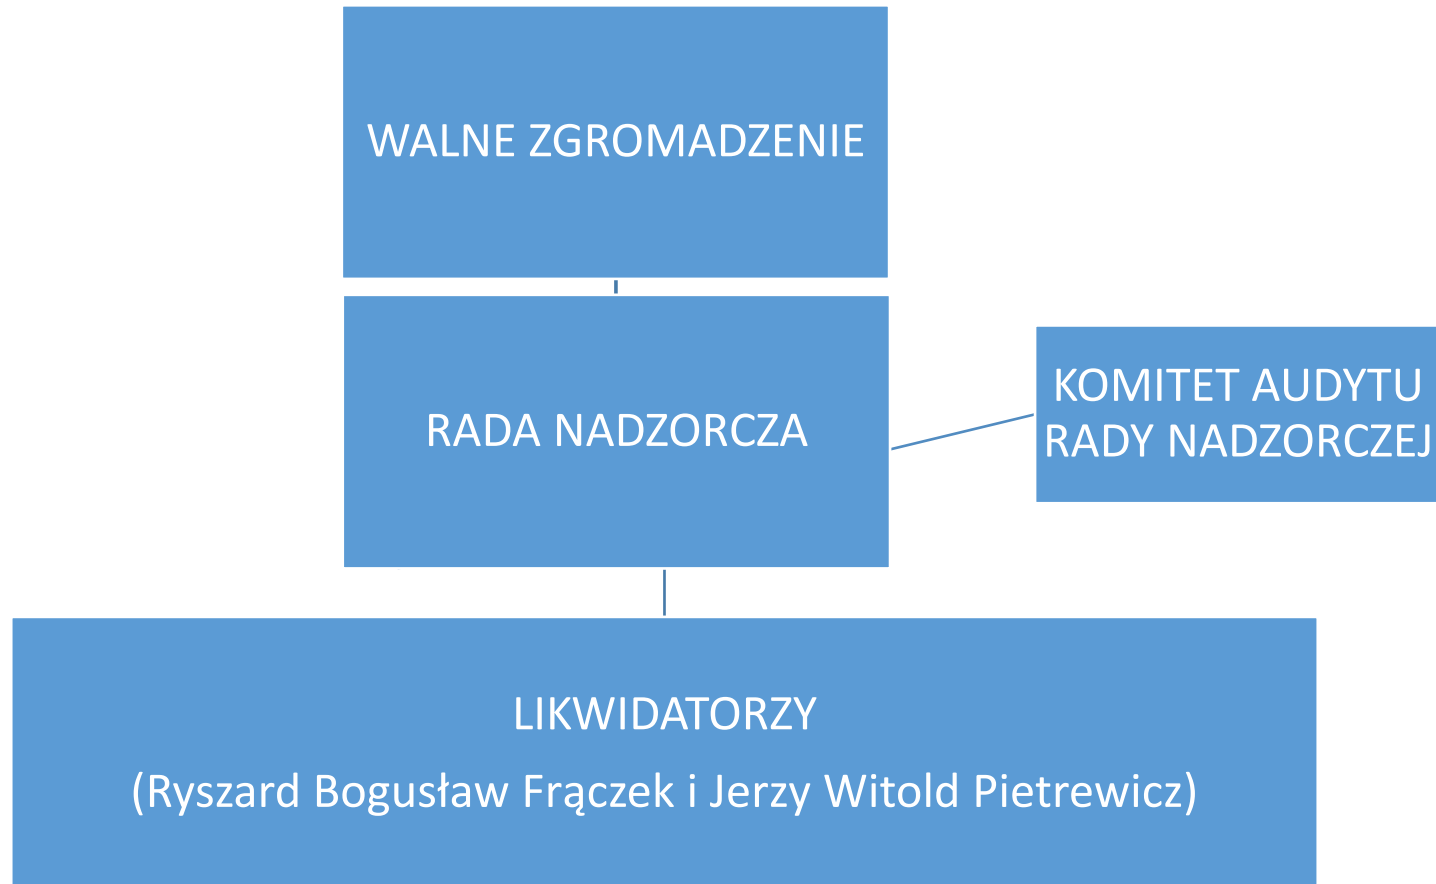 WALNE ZGROMADZENIE
RADA NADZORCZA
KOMITET AUDYTU
RADY NADZORCZEJ
LIKWIDATORZY
(Ryszard Bogusław Frączek i Jerzy Witold Pietrewicz)